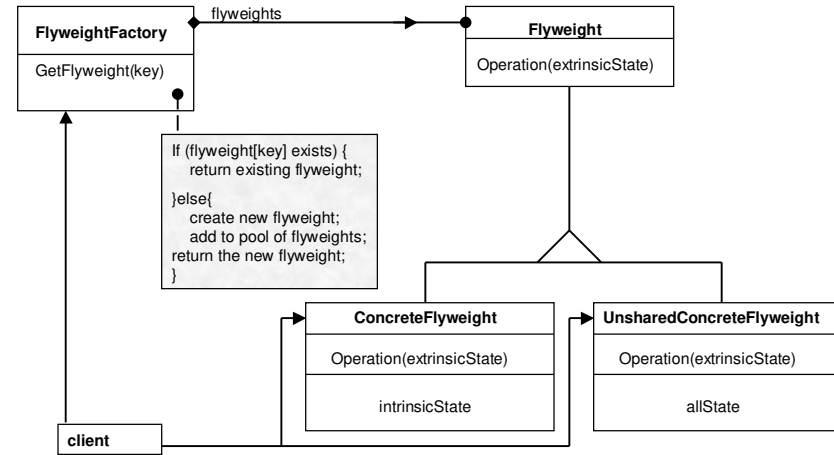 flyweights
FlyweightFactory
GetFlyweight(key)
Flyweight
Operation(extrinsicState)
If (flyweight[key] exists) {
return existing flyweight;
}else{
create new flyweight;
add to pool of flyweights;
return the new flyweight;
}
ConcreteFlyweight
Operation(extrinsicState)
intrinsicState
UnsharedConcreteFlyweight
Operation(extrinsicState)
allState
client